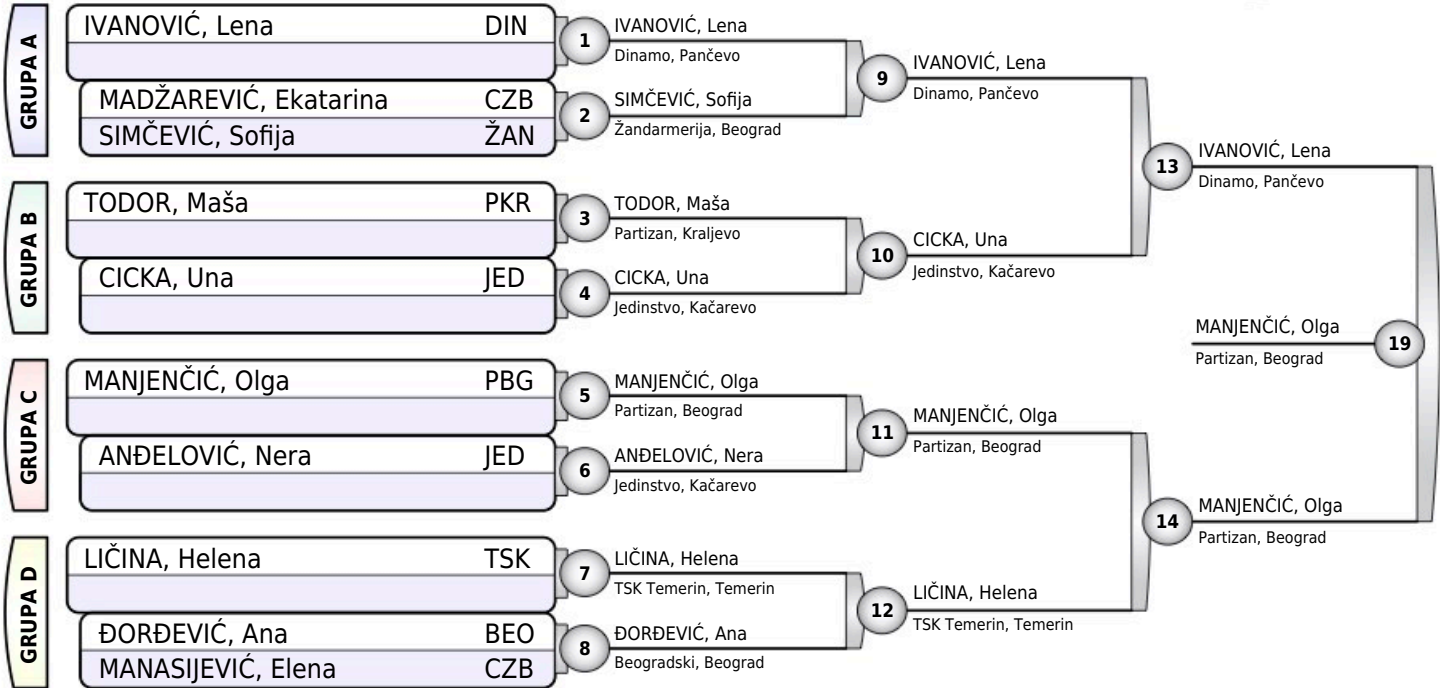 GRUPA A
IVANOVIĆ, Lena DIN
MADŽAREVIĆ, Ekatarina CZB
SIMČEVIĆ, Sofija ŽAN
GRUPA B
TODOR, Maša PKR
CICKA, Una JED
GRUPA C
MANJENČIĆ, Olga PBG
ANĐELOVIĆ, Nera JED
GRUPA D
LIČINA, Helena TSK
ĐORĐEVIĆ, Ana BEO
MANASIJEVIĆ, Elena CZB
1
IVANOVIĆ, Lena
Dinamo, Pančevo
2
SIMČEVIĆ, Sofija
Žandarmerija, Beograd
3
TODOR, Maša
Partizan, Kraljevo
4
CICKA, Una
Jedinstvo, Kačarevo
5
MANJENČIĆ, Olga
Partizan, Beograd
6
ANĐELOVIĆ, Nera
Jedinstvo, Kačarevo
7
LIČINA, Helena
TSK Temerin, Temerin
8
ĐORĐEVIĆ, Ana
Beogradski, Beograd
9
IVANOVIĆ, Lena
Dinamo, Pančevo
10
CICKA, Una
Jedinstvo, Kačarevo
11
MANJENČIĆ, Olga
Partizan, Beograd
12
LIČINA, Helena
TSK Temerin, Temerin
13
IVANOVIĆ, Lena
Dinamo, Pančevo
14
MANJENČIĆ, Olga
Partizan, Beograd
MANJENČIĆ, Olga
Partizan, Beograd
19